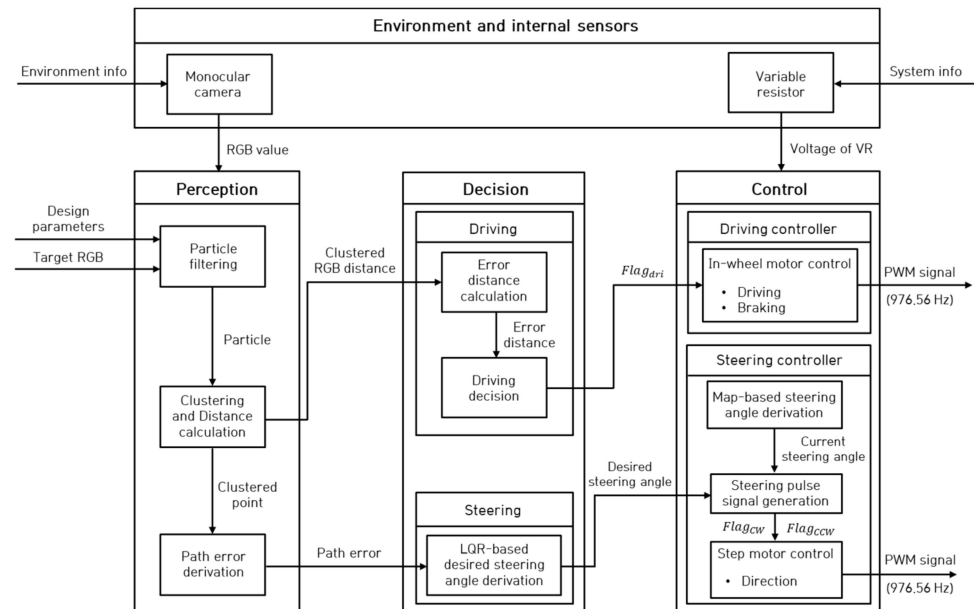 Environment and internal sensors
Environment info
Monocular
camera
Variable
resistor
System info
RGB value
Voltage of VR
Perception
Design
parameters
Target RGB
Particle
filtering
Particle
Clustering
and Distance
calculation
Clustered
point
Path error
derivation
Clustered
RGB distance
Path error
Decision
Driving
Error
distance
calculation
Error
distance
Driving
decision
Steering
LQR-based
desired steering
angle derivation
Flag_dri
Desired
steering angle
Control
Driving controller
In-wheel motor control
• Driving
• Braking
PWM signal
(976.56 Hz)
Steering controller
Map-based steering
angle derivation
Current
steering angle
Steering pulse
signal generation
Flag_CW Flag_CCW
Step motor control
• Direction
PWM signal
(976.56 Hz)